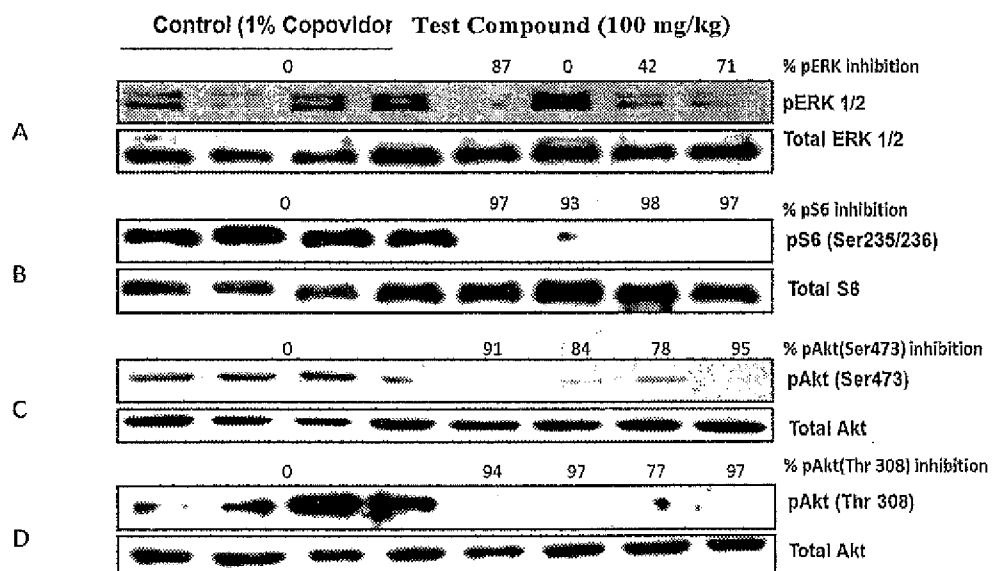 Control (1% Copovidor Test Compound (100 mg/kg)
0 87 0 42 71 % pERK inhibition
A
pERK 1/2
Total ERK 1/2
0 97 93 98 97 % pS6 inhibition
pS6 (Ser235/236)
B
Total S6
0 91 84 78 95 % pAkt(Ser473) inhibition
pAkt (Ser473)
C
Total Akt
0 94 97 77 97 % pAkt(Thr 308) inhibition
pAkt (Thr 308)
D
Total Akt